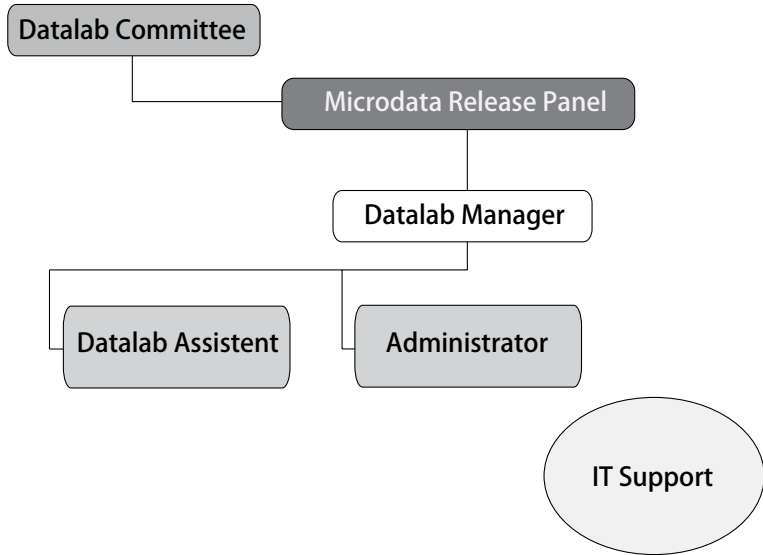 Datalab Committee
Microdata Release Panel
Datalab Manager
Datalab Assistent
Administrator
IT Support